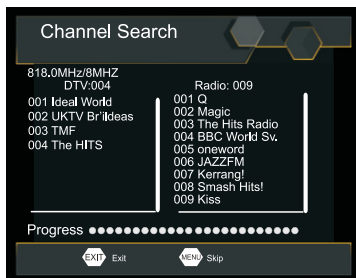 Channel Search
818.0MHz/8MHZ
DTV:004
001 Ideal World
002 UKTV Br'Ideas
003 TMF
004 The HITS
Radio: 009
001 Q
002 Magic
003 The Hits Radio
004 BBC World Sv.
005 oneword
006 JAZZFM
007 Kerrang!
008 Smash Hits!
009 Kiss
Progress
EXIT Exit
MENU Skip